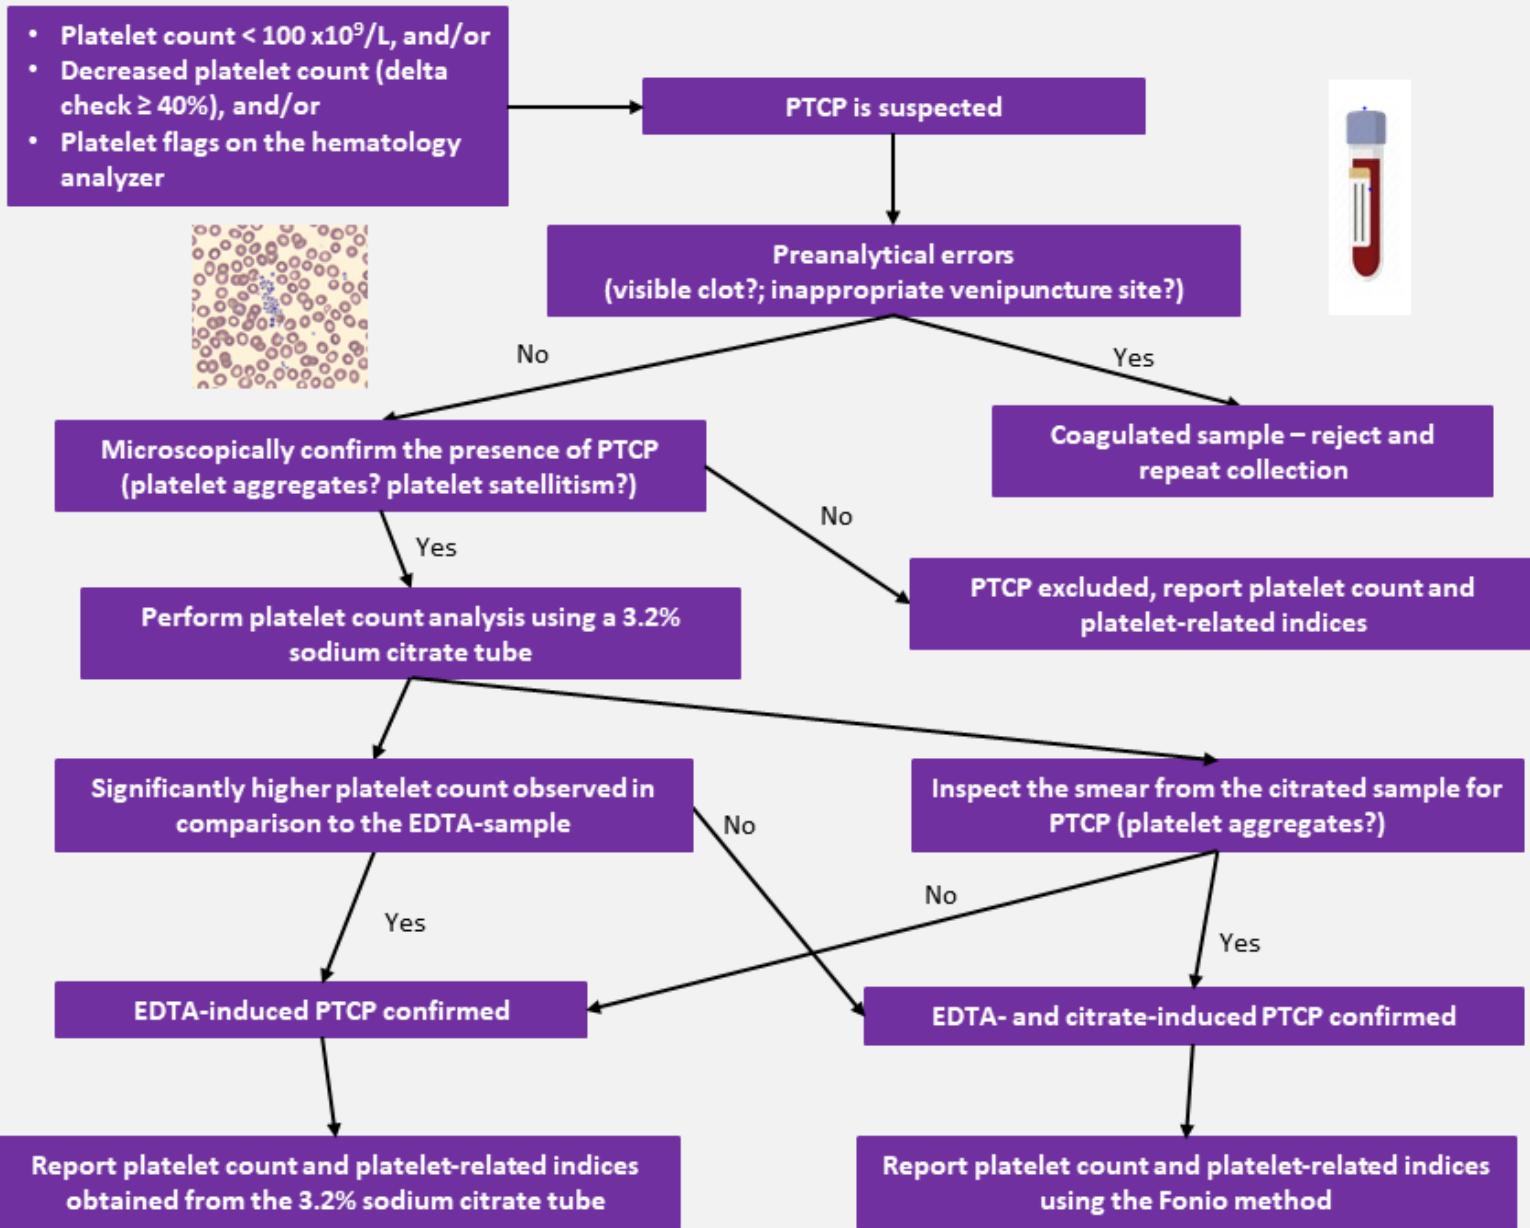 • Platelet count < 100 x10⁹/L, and/or
• Decreased platelet count (delta
check ≥ 40%), and/or
• Platelet flags on the hematology
analyzer
PTCP is suspected
Preanalytical errors
(visible clot?; inappropriate venipuncture site?)
No
Yes
Microscopically confirm the presence of PTCP
(platelet aggregates? platelet satellitism?)
Coagulated sample – reject and
repeat collection
No
Yes
PTCP excluded, report platelet count and
platelet-related indices
Perform platelet count analysis using a 3.2%
sodium citrate tube
Significantly higher platelet count observed in
comparison to the EDTA-sample
Inspect the smear from the citrated sample for
PTCP (platelet aggregates?)
No
No
Yes
Yes
EDTA-induced PTCP confirmed
EDTA- and citrate-induced PTCP confirmed
Report platelet count and platelet-related indices
obtained from the 3.2% sodium citrate tube
Report platelet count and platelet-related indices
using the Fonio method